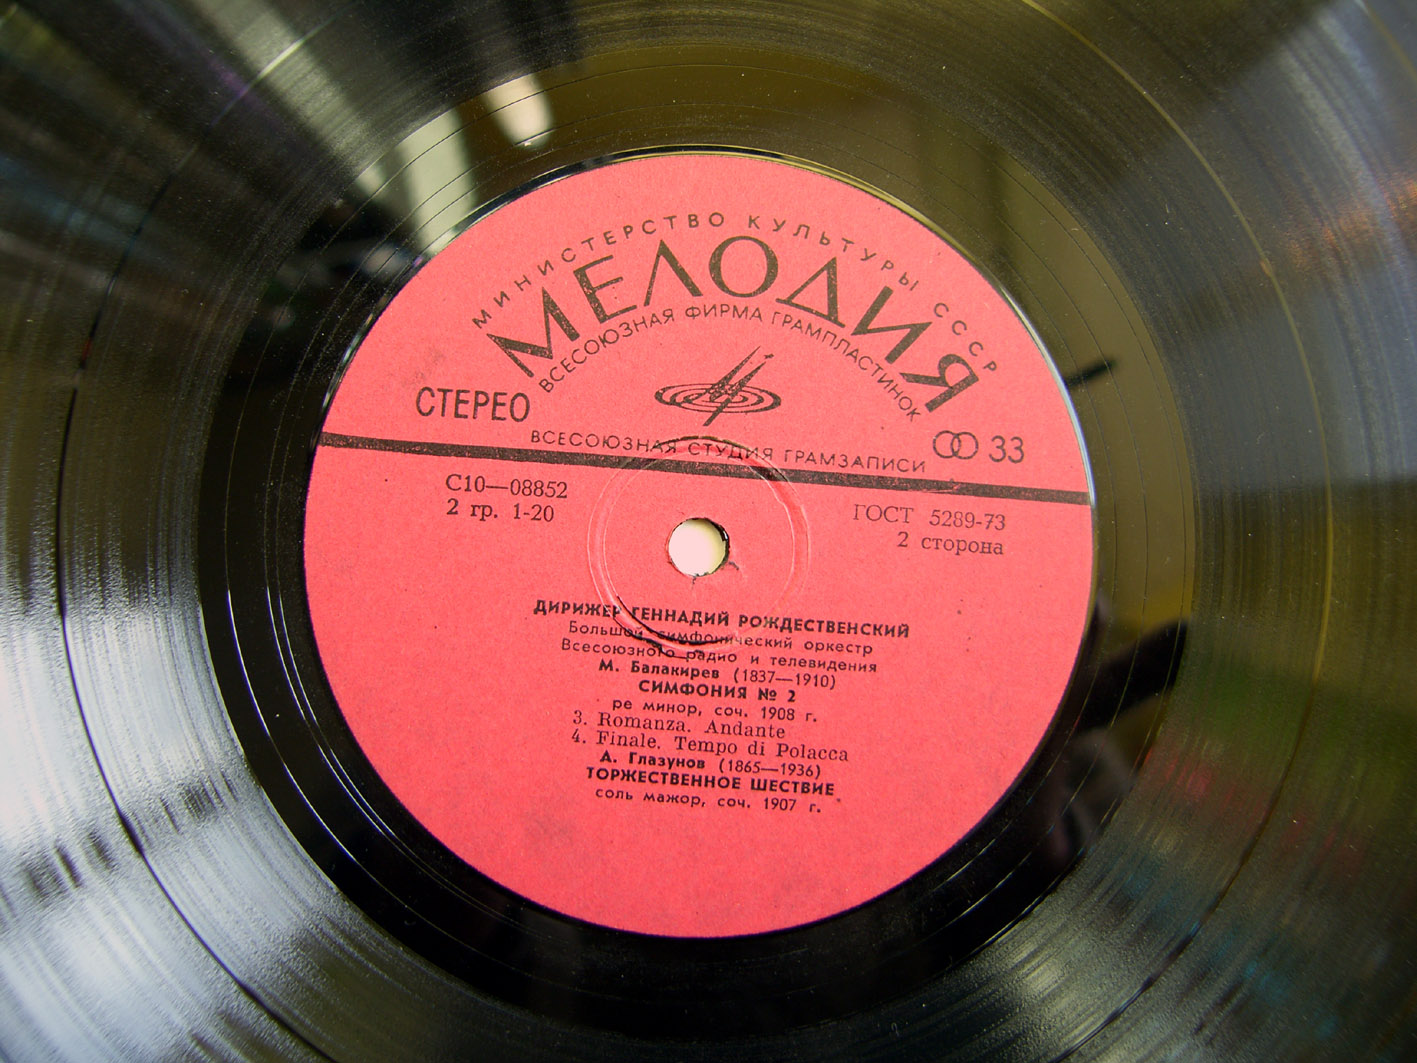 МИНИСТЕРСТВО КУЛЬТУРЫ СССР
МЕЛОДИЯ
ВСЕСОЮЗНАЯ ФИРМА ГРАМПЛАСТИНОК
СТЕРЕО
33
ВСЕСОЮЗНАЯ СТУДИЯ ГРАМЗАПИСИ
С10—08852
2 гр. 1-20
ГОСТ 5289-73
2 сторона
ДИРИЖЕР ГЕННАДИЙ РОЖДЕСТВЕНСКИЙ
Большой симфонический оркестр
Всесоюзного радио и телевидения
М. Балакирев (1837—1910)
СИМФОНИЯ № 2
ре минор, соч. 1908 г.
3. Romanza. Andante
4. Finale. Tempo di Polacca
А. Глазунов (1865—1936)
ТОРЖЕСТВЕННОЕ ШЕСТВИЕ
соль мажор, соч. 1907 г.